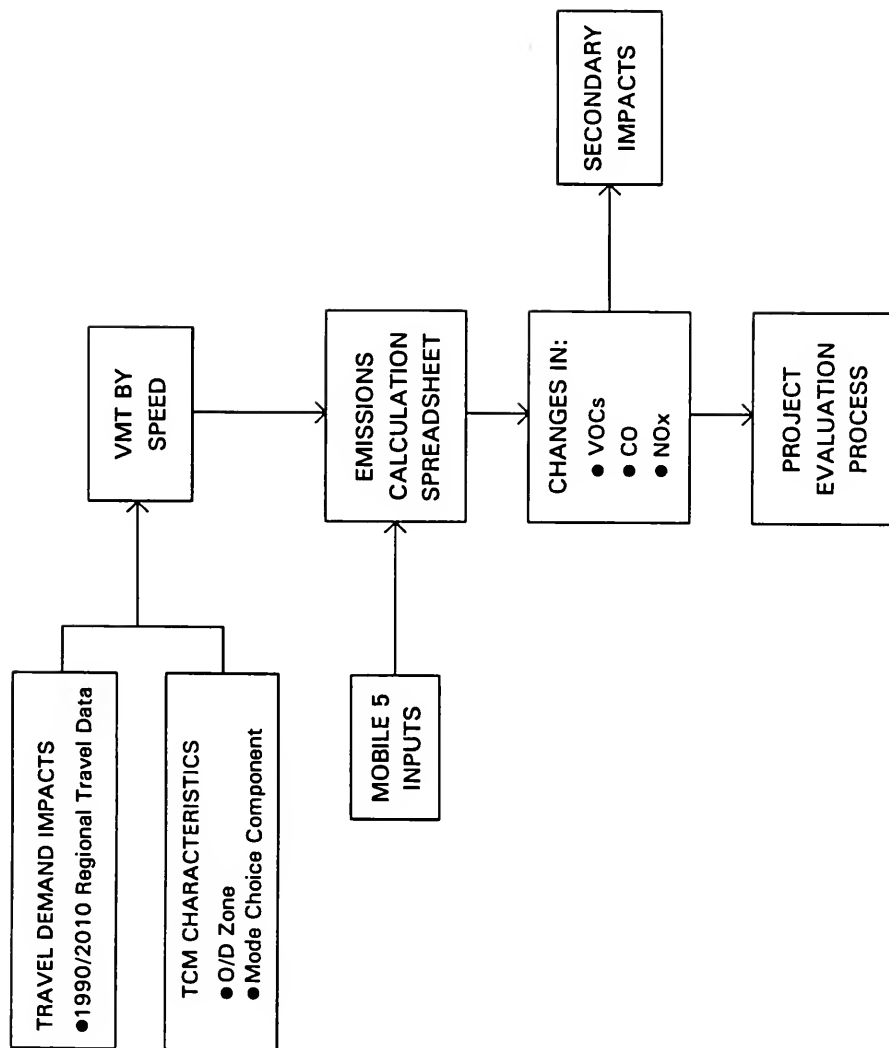 TRAVEL DEMAND IMPACTS
●1990/2010 Regional Travel Data
TCM CHARACTERISTICS
● O/D Zone
●Mode Choice Component
VMT BY
SPEED
MOBILE 5
INPUTS
EMISSIONS
CALCULATION
SPREADSHEET
CHANGES IN:
● VOCs
● CO
● NOx
SECONDARY
IMPACTS
PROJECT
EVALUATION
PROCESS